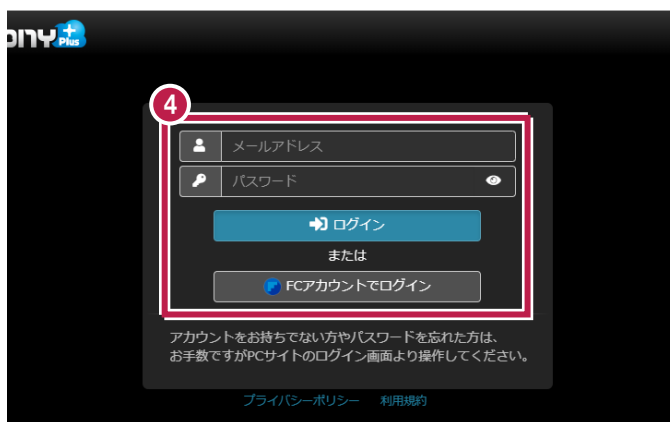 Plus
4
メールアドレス
パスワード
ログイン
または
FCアカウントでログイン
アカウントをお持ちでない方やパスワードを忘れた方は、
お手数ですがPCサイトのログイン画面より操作してください。
プライバシーポリシー 利用規約